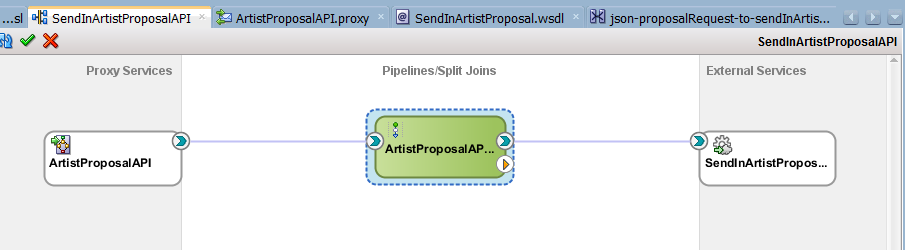 ...sl
SendInArtistProposalAPI
ArtistProposalAPI.proxy
SendInArtistProposal.wsdl
json-proposalRequest-to-sendInArtis...
SendInArtistProposalAPI
Proxy Services
Pipelines/Split Joins
External Services
ArtistProposalAPI
ArtistProposalAP...
SendInArtistPropos...